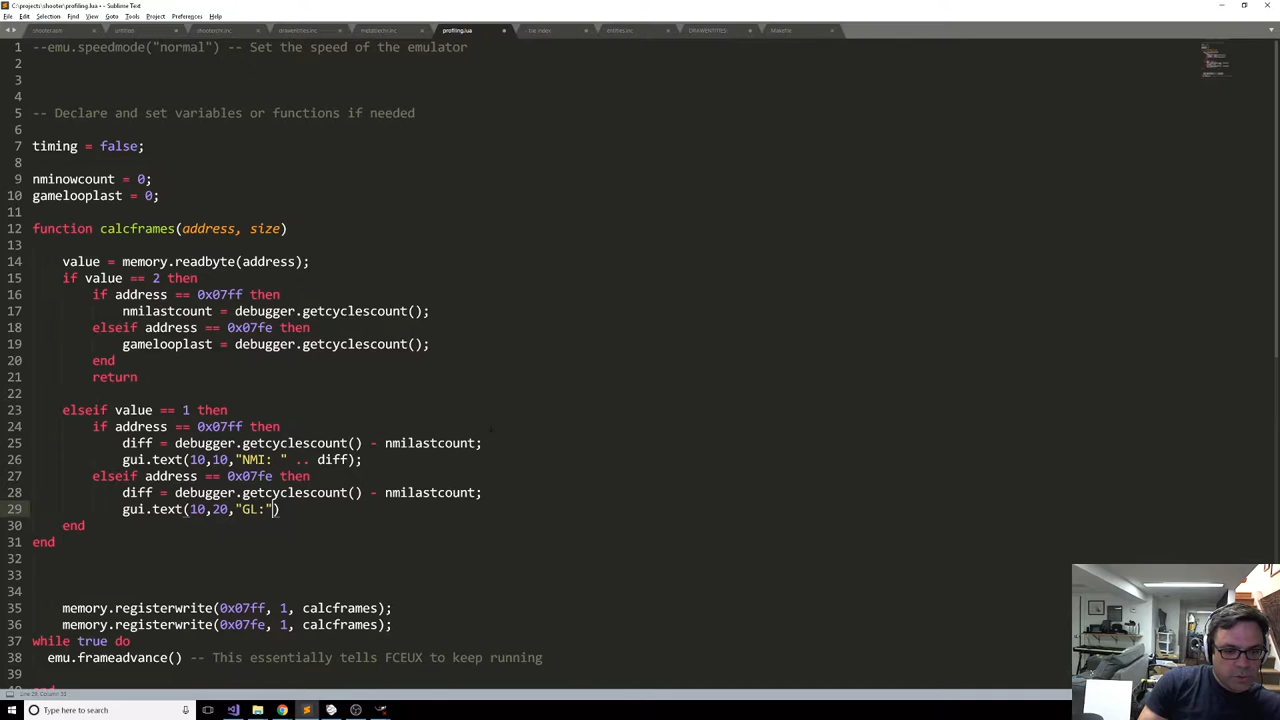 C:\projects\shooter\profiling.lua • - Sublime Text
File Edit Selection Find View Goto Tools Project Preferences Help
shooter.asm untitled shooterchr.inc drawentities.inc metatilechr.inc profiling.lua tile index entities.inc DRAWENTITIES: Makefile
1 --emu.speedmode("normal") -- Set the speed of the emulator
2
3
4
5 -- Declare and set variables or functions if needed
6
7 timing = false;
8
9 nminowcount = 0;
10 gamelooplast = 0;
11
12 function calcframes(address, size)
13
14 value = memory.readbyte(address);
15 if value == 2 then
16 if address == 0x07ff then
17 nmilastcount = debugger.getcyclescount();
18 elseif address == 0x07fe then
19 gamelooplast = debugger.getcyclescount();
20 end
21 return
22
23 elseif value == 1 then
24 if address == 0x07ff then
25 diff = debugger.getcyclescount() - nmilastcount;
26 gui.text(10,10,"NMI: " .. diff);
27 elseif address == 0x07fe then
28 diff = debugger.getcyclescount() - nmilastcount;
29 gui.text(10,20,"GL:")
30 end
31 end
32
33
34
35 memory.registerwrite(0x07ff, 1, calcframes);
36 memory.registerwrite(0x07fe, 1, calcframes);
37 while true do
38 emu.frameadvance() -- This essentially tells FCEUX to keep running
39
Line 29, Column 31
Type here to search